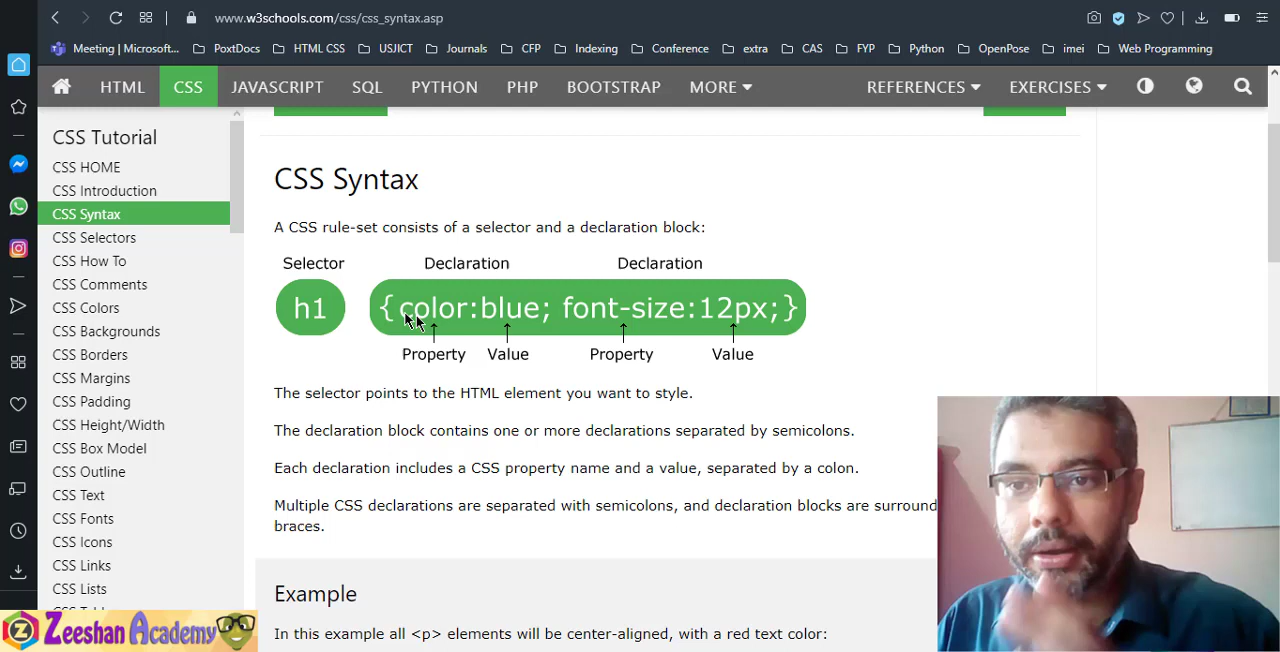 www.w3schools.com/css/css_syntax.asp
Meeting | Microsoft... PoxtDocs HTML CSS USJICT Journals CFP Indexing Conference extra CAS FYP Python OpenPose imei Web Programming
HTML CSS JAVASCRIPT SQL PYTHON PHP BOOTSTRAP MORE REFERENCES EXERCISES
CSS Tutorial
CSS HOME
CSS Introduction
CSS Syntax
CSS Selectors
CSS How To
CSS Comments
CSS Colors
CSS Backgrounds
CSS Borders
CSS Margins
CSS Padding
CSS Height/Width
CSS Box Model
CSS Outline
CSS Text
CSS Fonts
CSS Icons
CSS Links
CSS Lists
CSS Syntax
A CSS rule-set consists of a selector and a declaration block:
Selector Declaration Declaration
h1 {color:blue; font-size:12px;}
Property Value Property Value
The selector points to the HTML element you want to style.
The declaration block contains one or more declarations separated by semicolons.
Each declaration includes a CSS property name and a value, separated by a colon.
Multiple CSS declarations are separated with semicolons, and declaration blocks are surround
braces.
Example
In this example all <p> elements will be center-aligned, with a red text color:
Zeeshan Academy